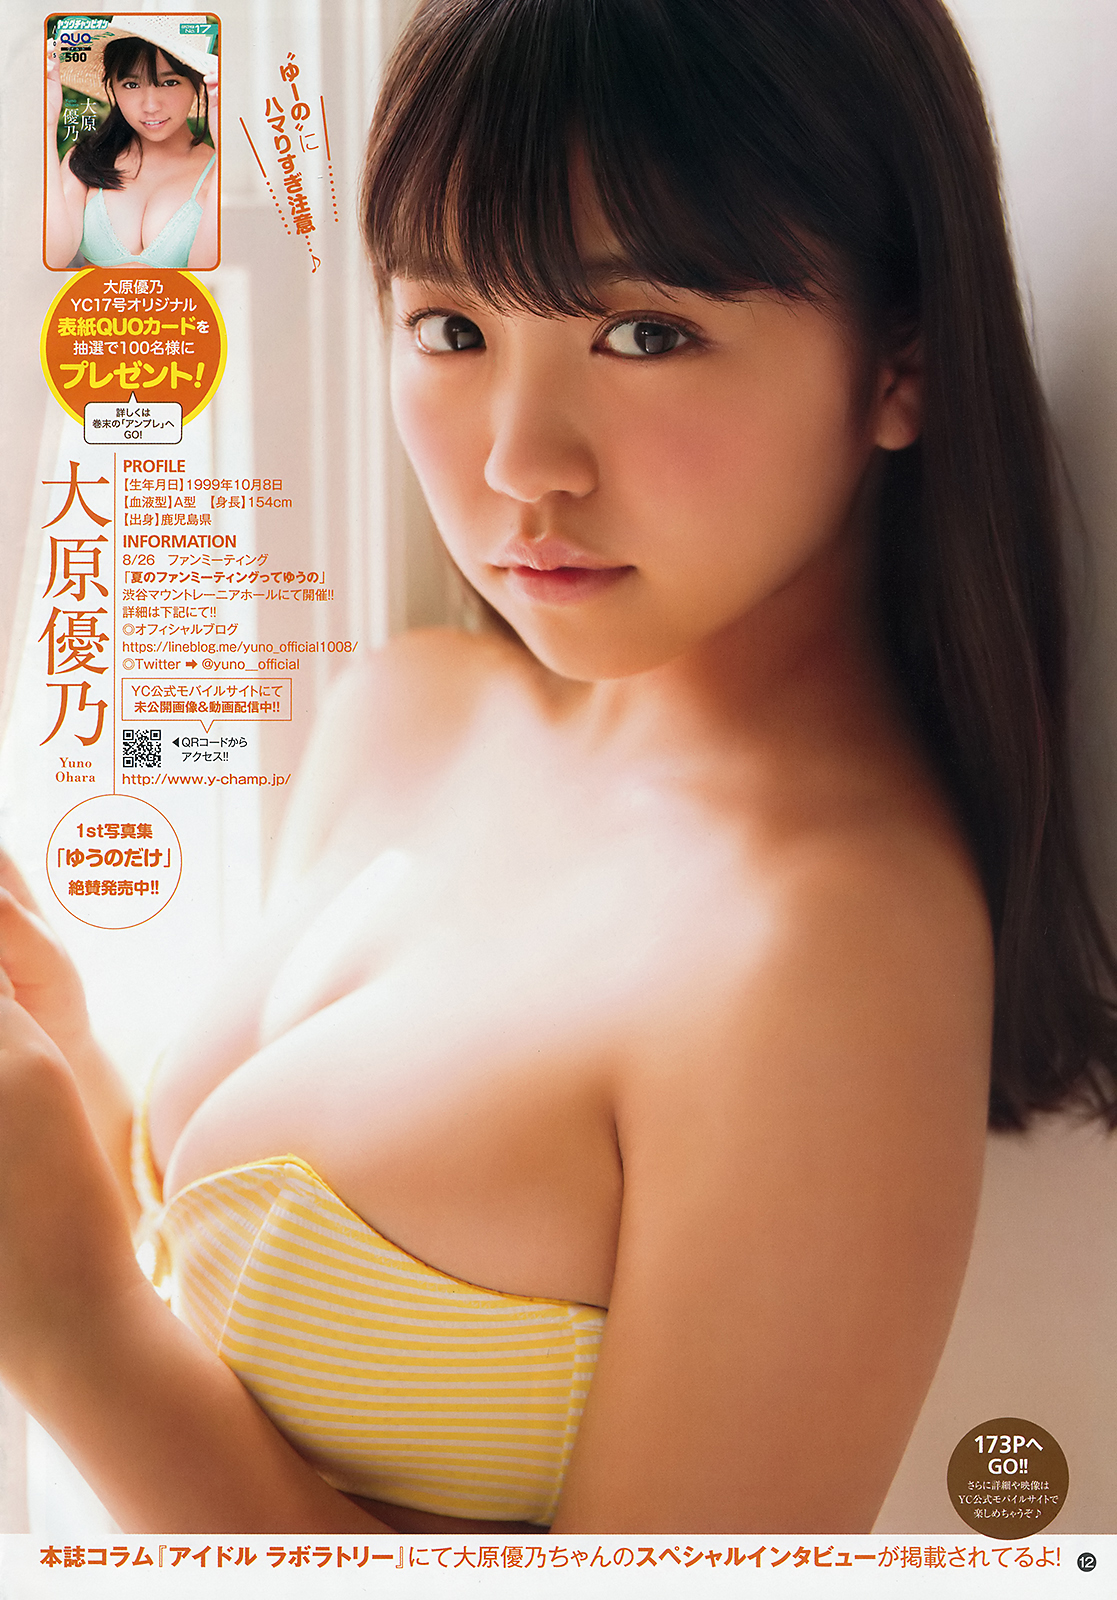 ヤングチャンピオン
17
QUO
500
大原
優乃
"ゆーの"に
ハマりすぎ注意
……♪
大原優乃
YC17号オリジナル
表紙QUOカードを
抽選で100名様に
プレゼント!
詳しくは
巻末の「アンプレ」へ
GO!
大原優乃
Yuno
Ohara
PROFILE
【生年月日】1999年10月8日
【血液型】A型 【身長】154cm
【出身】鹿児島県
INFORMATION
8/26 ファンミーティング
「夏のファンミーティングってゆうの」
渋谷マウントレーニアホールにて開催!!
詳細は下記にて!!
◎オフィシャルブログ
https://lineblog.me/yuno_official1008/
◎Twitter ➡ @yuno__official
YC公式モバイルサイトにて
未公開画像&動画配信中!!
◀QRコードから
アクセス!!
http://www.y-champ.jp/
1st写真集
「ゆうのだけ」
絶賛発売中!!
173Pへ
GO!!
さらに詳細や映像は
YC公式モバイルサイトで
楽しめちゃうぞ♪
本誌コラム『アイドル ラボラトリー』にて大原優乃ちゃんのスペシャルインタビューが掲載されてるよ!
12